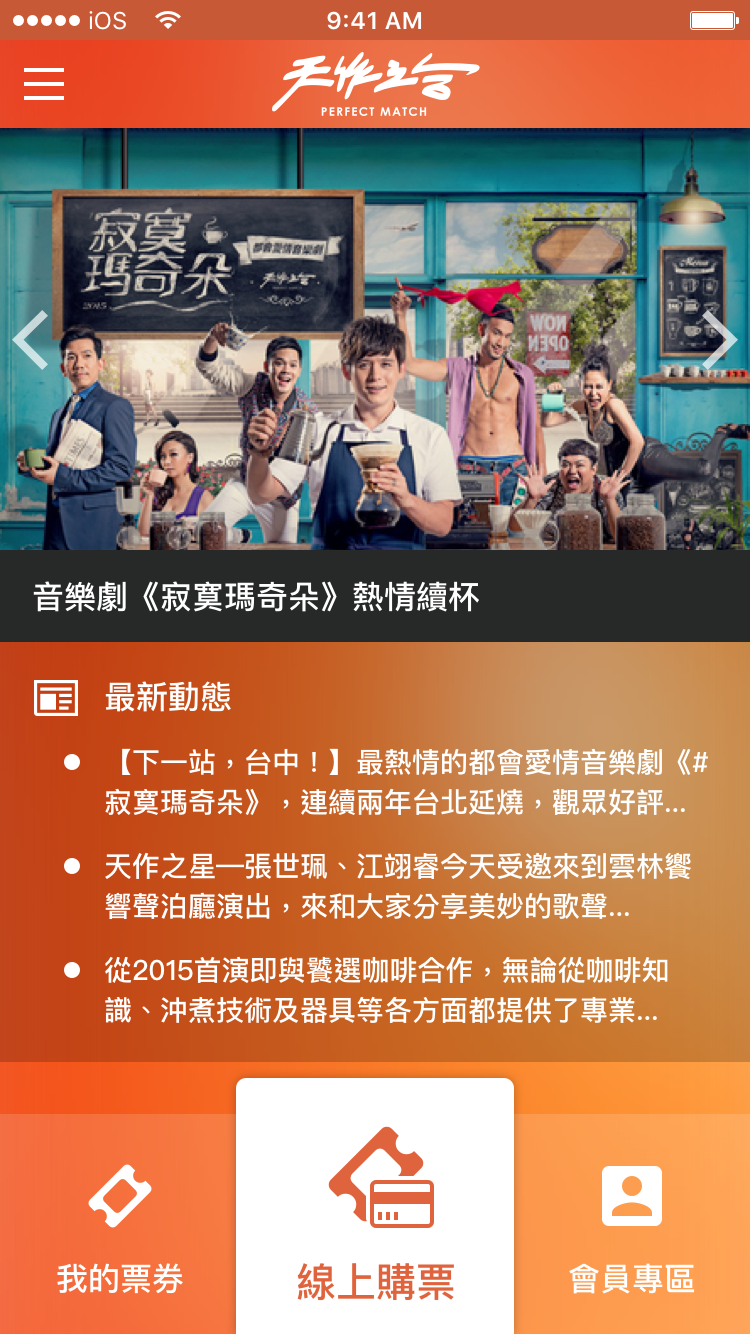 iOS
9:41 AM
天作之合
PERFECT MATCH
寂寞
瑪奇朵
都會愛情音樂劇
天作之合
2015
Menu
NOW
OPEN
音樂劇《寂寞瑪奇朵》熱情續杯
最新動態
【下一站，台中！】最熱情的都會愛情音樂劇《#
寂寞瑪奇朵》，連續兩年台北延燒，觀眾好評...
天作之星—張世珮、江翊睿今天受邀來到雲林饗
響聲泊廳演出，來和大家分享美妙的歌聲...
從2015首演即與饕選咖啡合作，無論從咖啡知
識、沖煮技術及器具等各方面都提供了專業...
我的票券
線上購票
會員專區